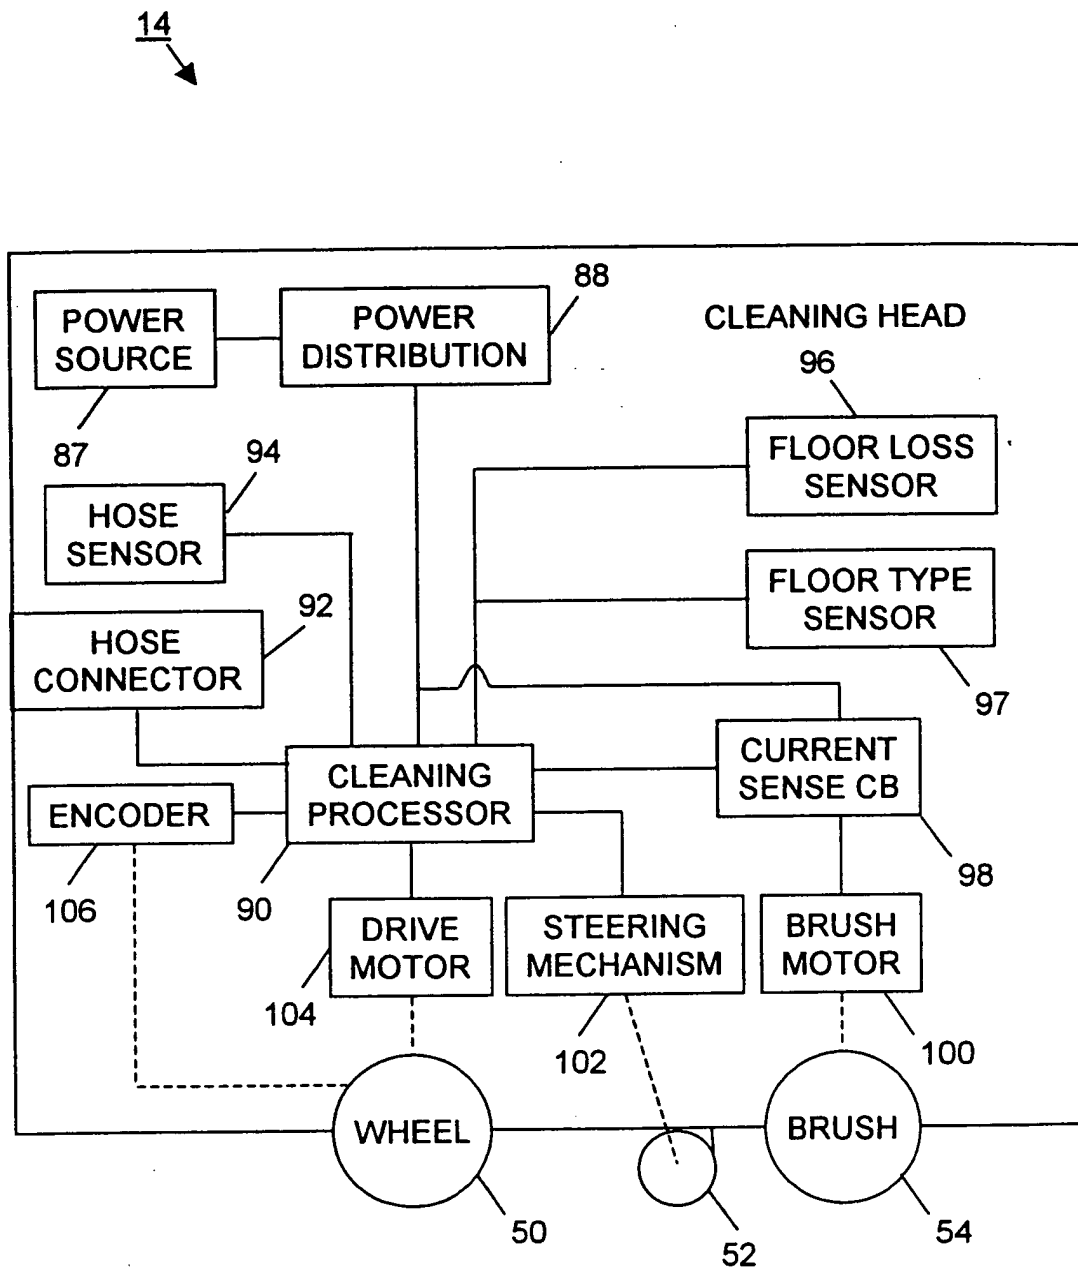 14
88
POWER
SOURCE
POWER
DISTRIBUTION
CLEANING HEAD
96
87
94
FLOOR LOSS
SENSOR
HOSE
SENSOR
FLOOR TYPE
SENSOR
92
HOSE
CONNECTOR
97
CLEANING
PROCESSOR
CURRENT
SENSE CB
ENCODER
98
106
90
DRIVE
MOTOR
STEERING
MECHANISM
BRUSH
MOTOR
104
102
100
WHEEL
BRUSH
50
52
54